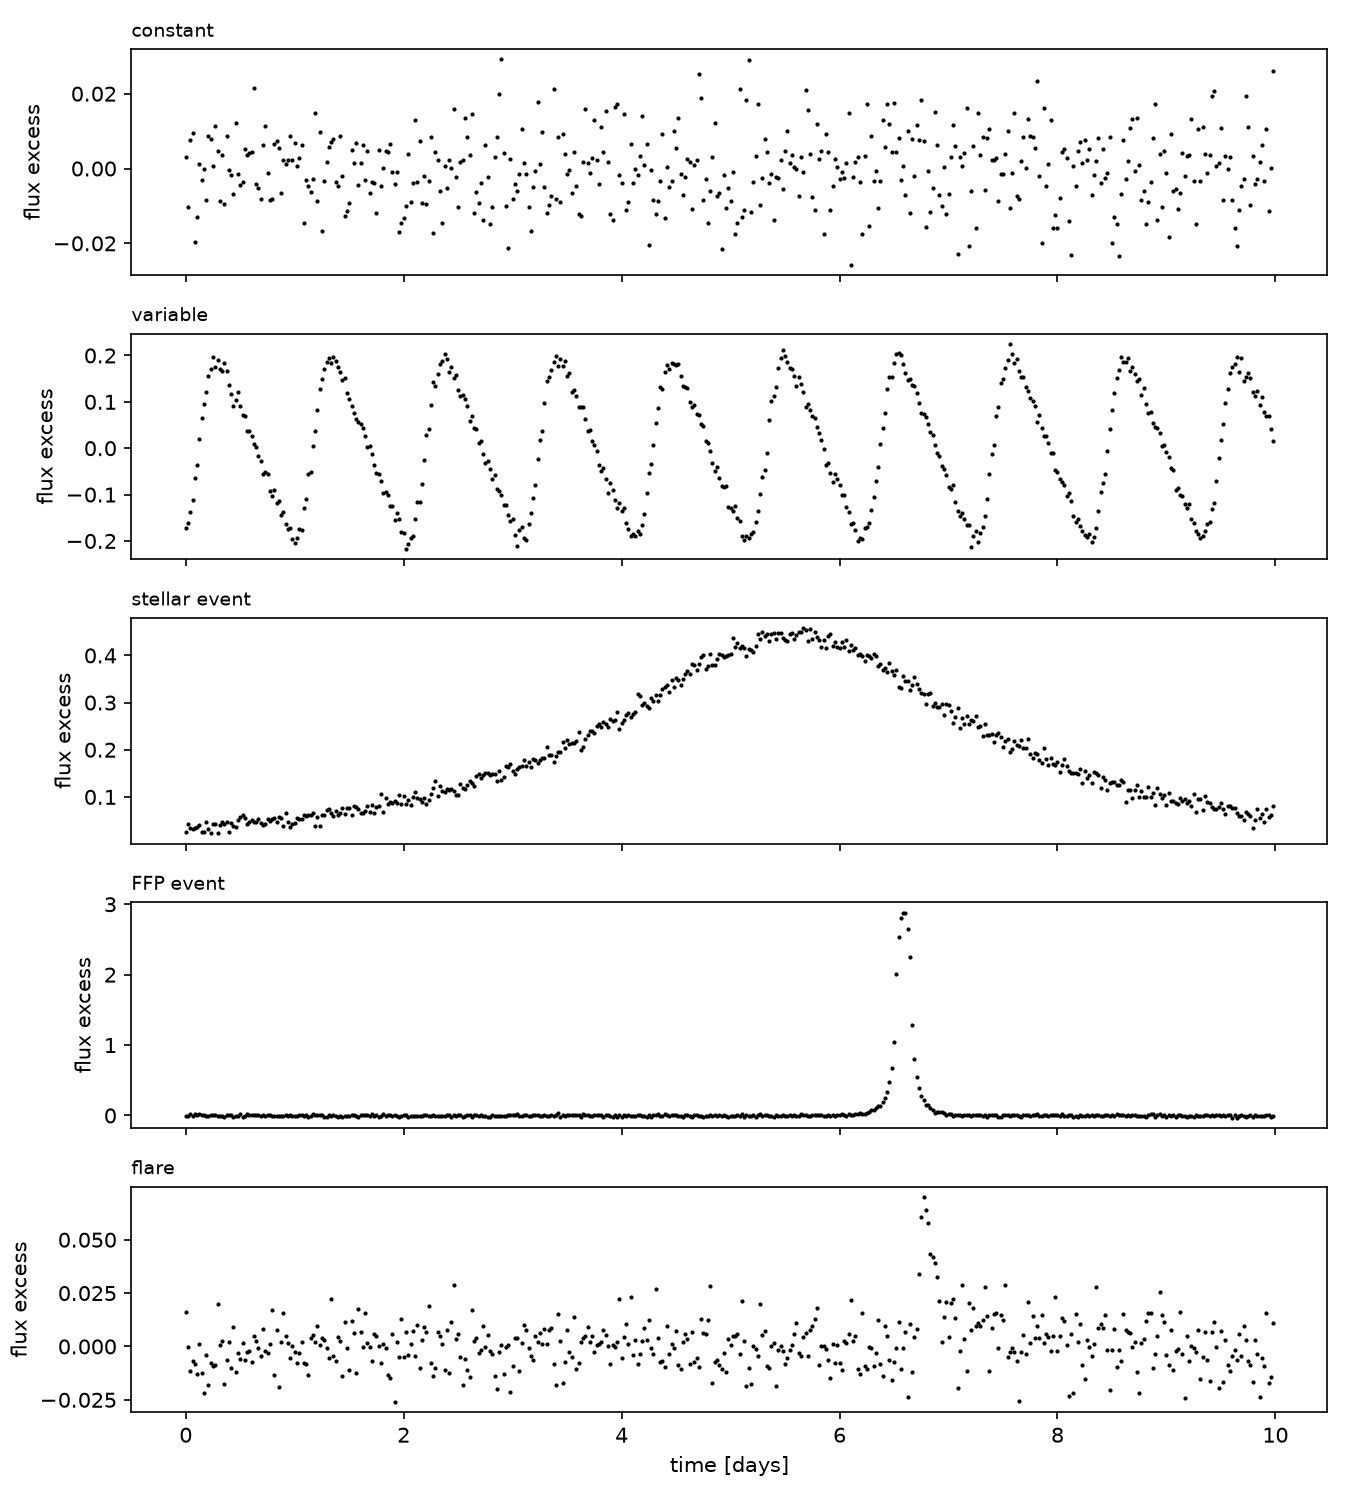 constant
flux excess
0.02
0.00
−0.02
variable
flux excess
0.2
0.1
0.0
−0.1
−0.2
stellar event
flux excess
0.4
0.3
0.2
0.1
FFP event
flux excess
3
2
1
0
flare
flux excess
0.050
0.025
0.000
−0.025
0 2 4 6 8 10
time [days]